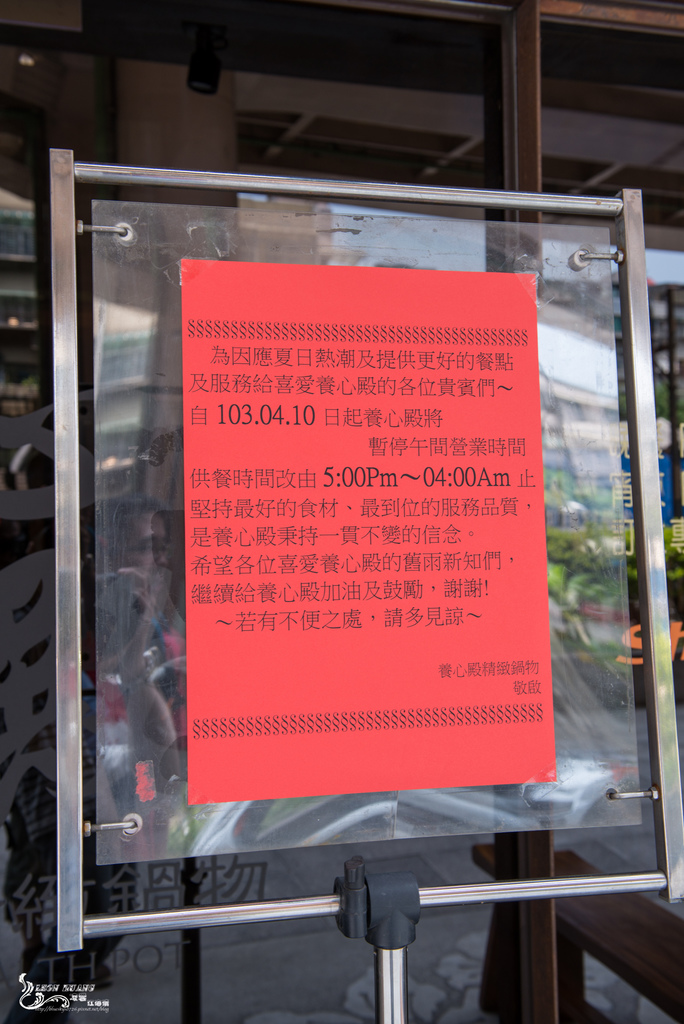 §§§§§§§§§§§§§§§§§§§§§§§§§§§§§§§§§§§§§§§
為因應夏日熱潮及提供更好的餐點
及服務給喜愛養心殿的各位貴賓們～
自 103.04.10 日起養心殿將
暫停午間營業時間
供餐時間改由 5:00Pm～04:00Am 止
堅持最好的食材、最到位的服務品質，
是養心殿秉持一貫不變的信念。
希望各位喜愛養心殿的舊雨新知們，
繼續給養心殿加油及鼓勵，謝謝!
～若有不便之處，請多見諒～
養心殿精緻鍋物
敬啟
§§§§§§§§§§§§§§§§§§§§§§§§§§§§§§§§§§§§§§§
緻鍋物
TH POT
LEON HUANG